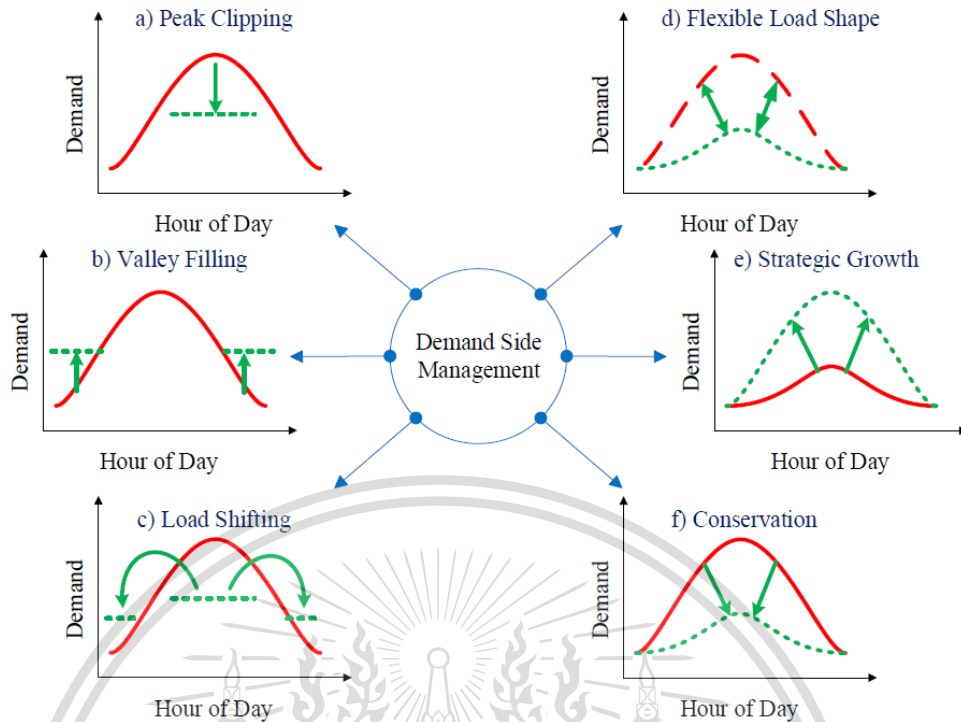 a) Peak Clipping
Demand
Hour of Day
b) Valley Filling
Demand
Hour of Day
c) Load Shifting
Demand
Hour of Day
Demand Side
Management
d) Flexible Load Shape
Demand
Hour of Day
e) Strategic Growth
Demand
Hour of Day
f) Conservation
Demand
Hour of Day